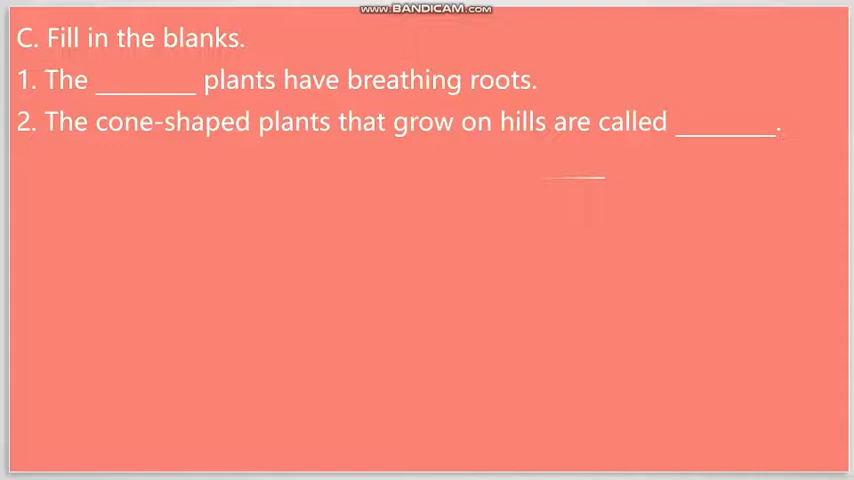 www.BANDICAM.com
C. Fill in the blanks.
1. The ________ plants have breathing roots.
2. The cone-shaped plants that grow on hills are called ________.